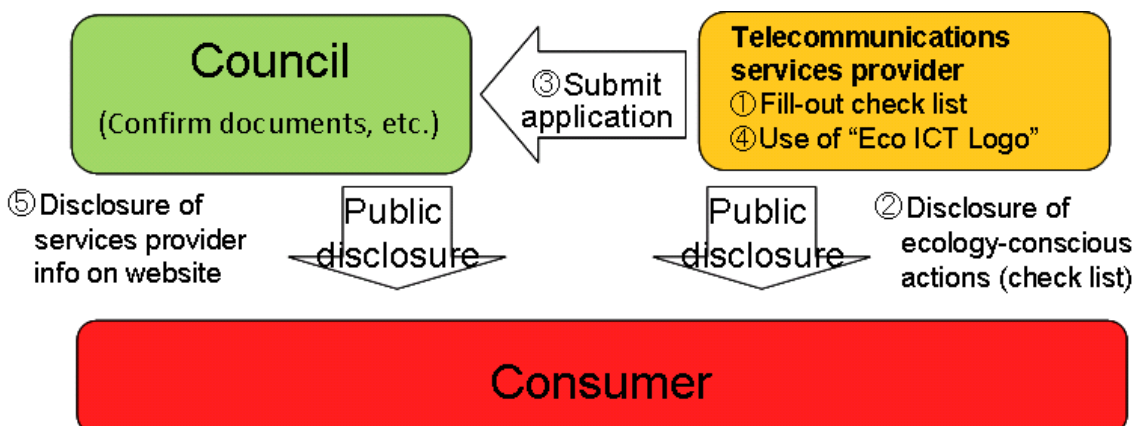 Council
(Confirm documents, etc.)
③Submit
application
Telecommunications
services provider
①Fill-out check list
④Use of “Eco ICT Logo”
⑤Disclosure of
services provider
info on website
Public
disclosure
Public
disclosure
②Disclosure of
ecology-conscious
actions (check list)
Consumer